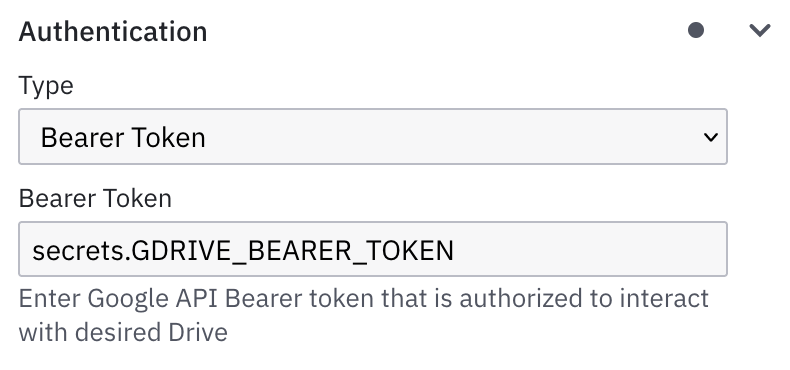 Authentication
Type
Bearer Token
Bearer Token
secrets.GDRIVE_BEARER_TOKEN
Enter Google API Bearer token that is authorized to interact
with desired Drive